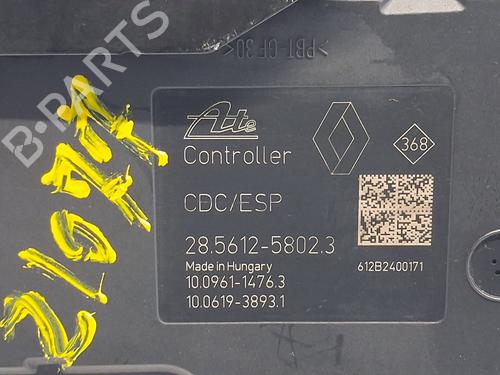 >PBT-GF30<
Ate
368
Controller
CDC/ESP
28.5612-5802.3
Made in Hungary
612B2400171
10.0961-1476.3
10.0619-3893.1
B-PARTS